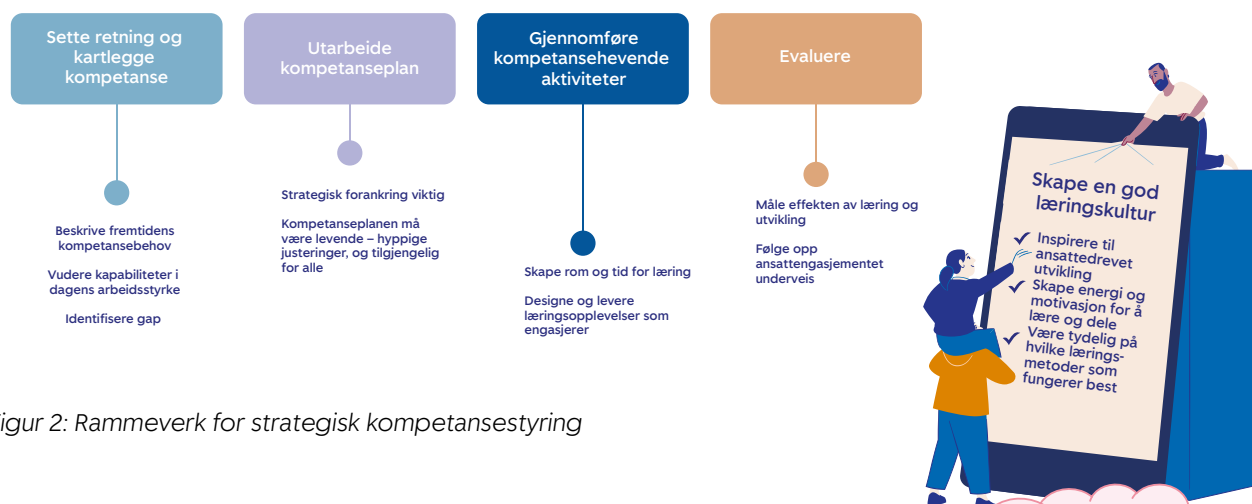 Sette retning og
kartlegge
kompetanse
Utarbeide
kompetanseplan
Gjennomføre
kompetansehevende
aktiviteter
Evaluere
Beskrive fremtidens
kompetansebehov
Vudere kapabiliteter i
dagens arbeidsstyrke
Identifisere gap
Strategisk forankring viktig
Kompetanseplanen må
være levende – hyppige
justeringer, og tilgjengelig
for alle
Skape rom og tid for læring
Designe og levere
læringsopplevelser som
engasjerer
Måle effekten av læring og
utvikling
Følge opp
ansattengasjementet
underveis
Skape en god
læringskultur
Inspirere til
ansattedrevet
utvikling
Skape energi og
motivasjon for å
lære og dele
Være tydelig på
hvilke lærings-
metoder som
fungerer best
igur 2: Rammeverk for strategisk kompetansestyring